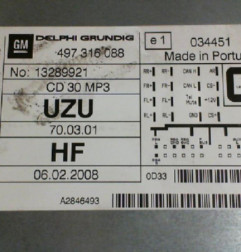 GM DELPHI GRUNDIG
497 316 088
e1 034451
Made in Portu
No: 13289921
CD 30 MP3
UZU
70.03.01
HF
06.02.2008
0D33
A2846493